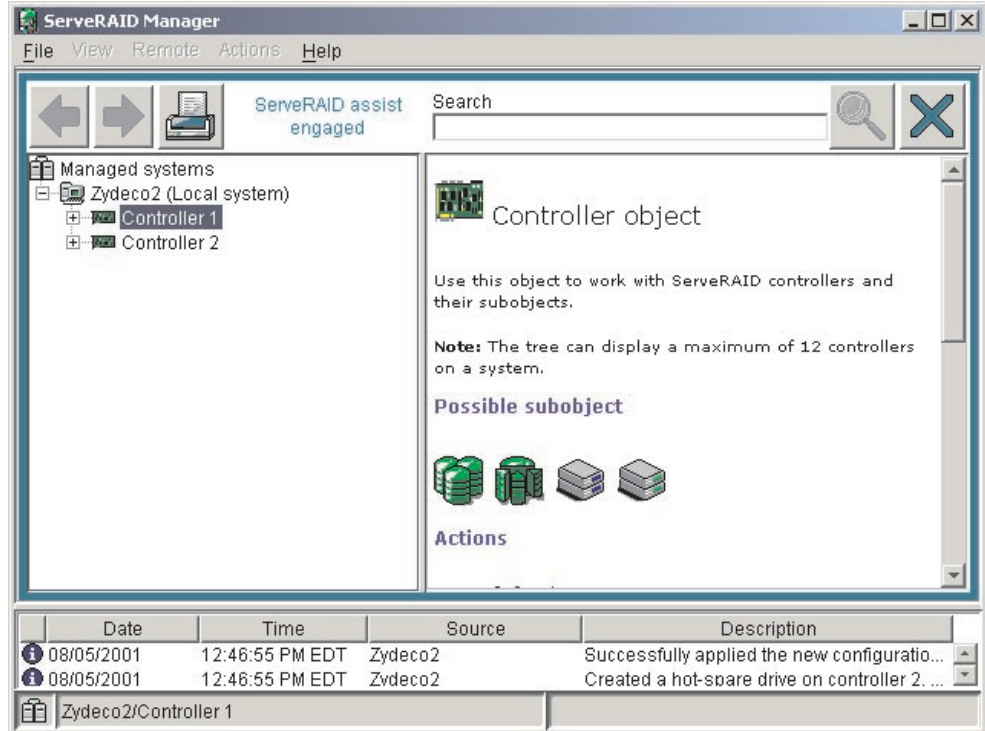 ServeRAID Manager
File View Remote Actions Help
ServeRAID assist
engaged
Search
Managed systems
Zydeco2 (Local system)
Controller 1
Controller 2
Controller object
Use this object to work with ServeRAID controllers and
their subobjects.
Note: The tree can display a maximum of 12 controllers
on a system.
Possible subobject
Actions
Date Time Source Description
08/05/2001 12:46:55 PM EDT Zydeco2 Successfully applied the new configuratio...
08/05/2001 12:46:55 PM EDT Zydeco2 Created a hot-spare drive on controller 2. ...
Zydeco2/Controller 1